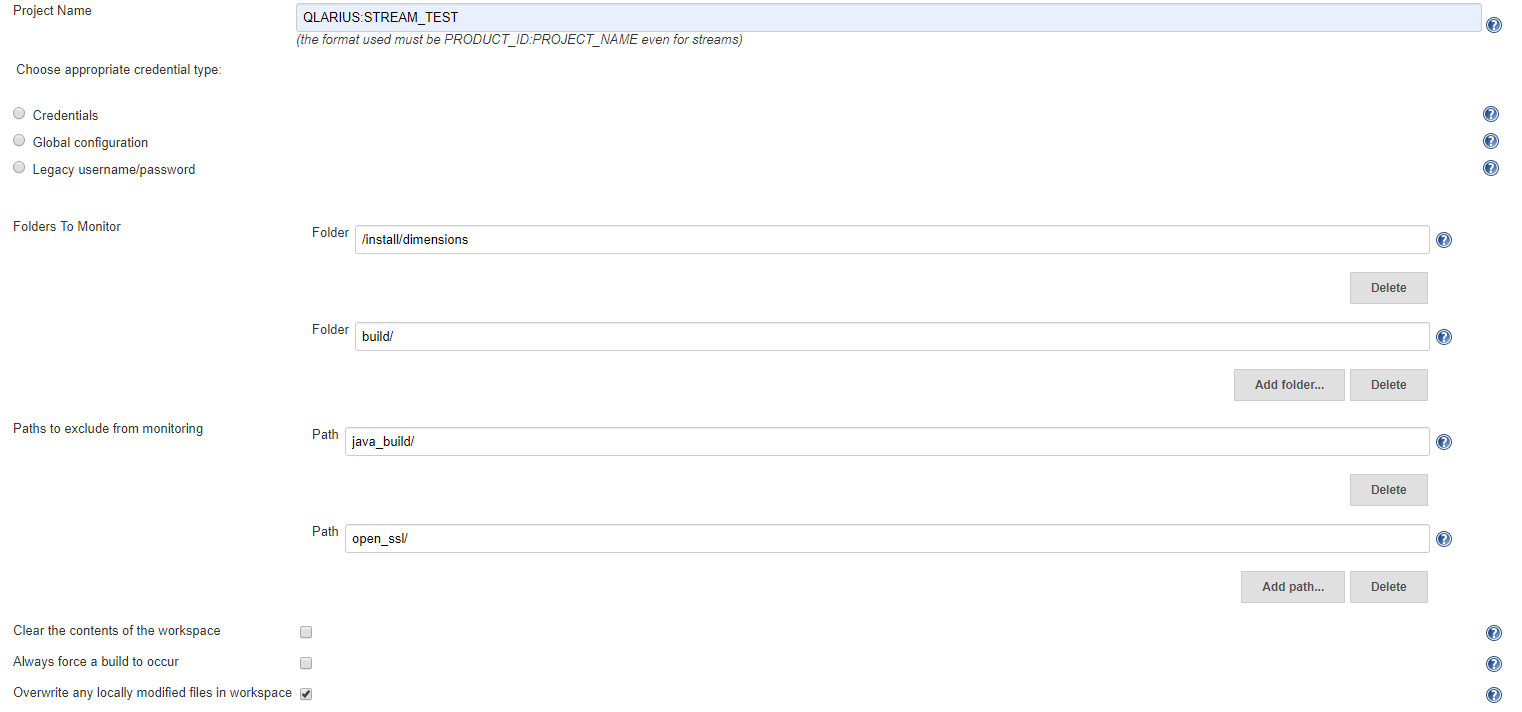 Project Name
QLARIUS:STREAM_TEST
(the format used must be PRODUCT_ID:PROJECT_NAME even for streams)
Choose appropriate credential type:
Credentials
Global configuration
Legacy username/password
Folders To Monitor
Folder /install/dimensions
Delete
Folder build/
Add folder... Delete
Paths to exclude from monitoring
Path java_build/
Delete
Path open_ssl/
Add path... Delete
Clear the contents of the workspace
Always force a build to occur
Overwrite any locally modified files in workspace